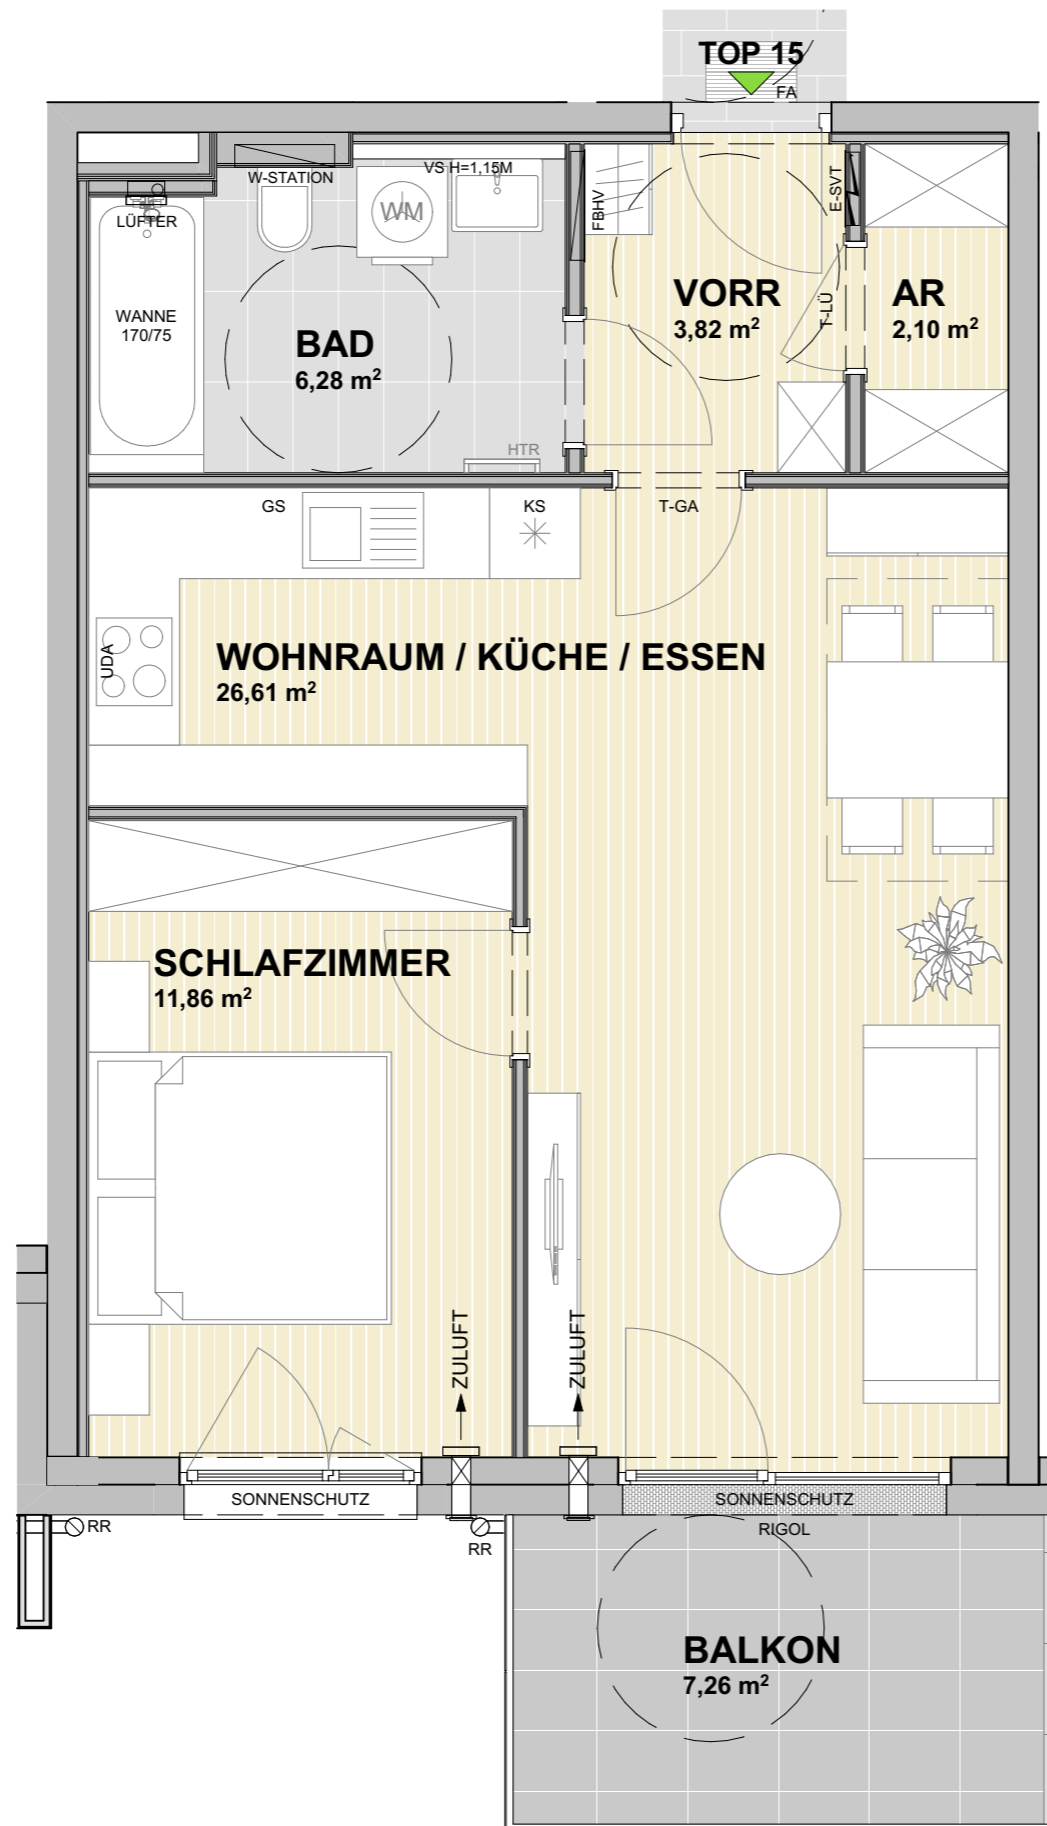 TOP 15
FA
W-STATION
VS H=1,15M
LÜFTER
WM
FBHV
E-SVT
T-LÜ
VORR
3,82 m²
AR
2,10 m²
WANNE
170/75
BAD
6,28 m²
HTR
GS
KS
T-GA
UDA
WOHNRAUM / KÜCHE / ESSEN
26,61 m²
SCHLAFZIMMER
11,86 m²
ZULUFT
ZULUFT
SONNENSCHUTZ
SONNENSCHUTZ
RR
RR
RIGOL
BALKON
7,26 m²